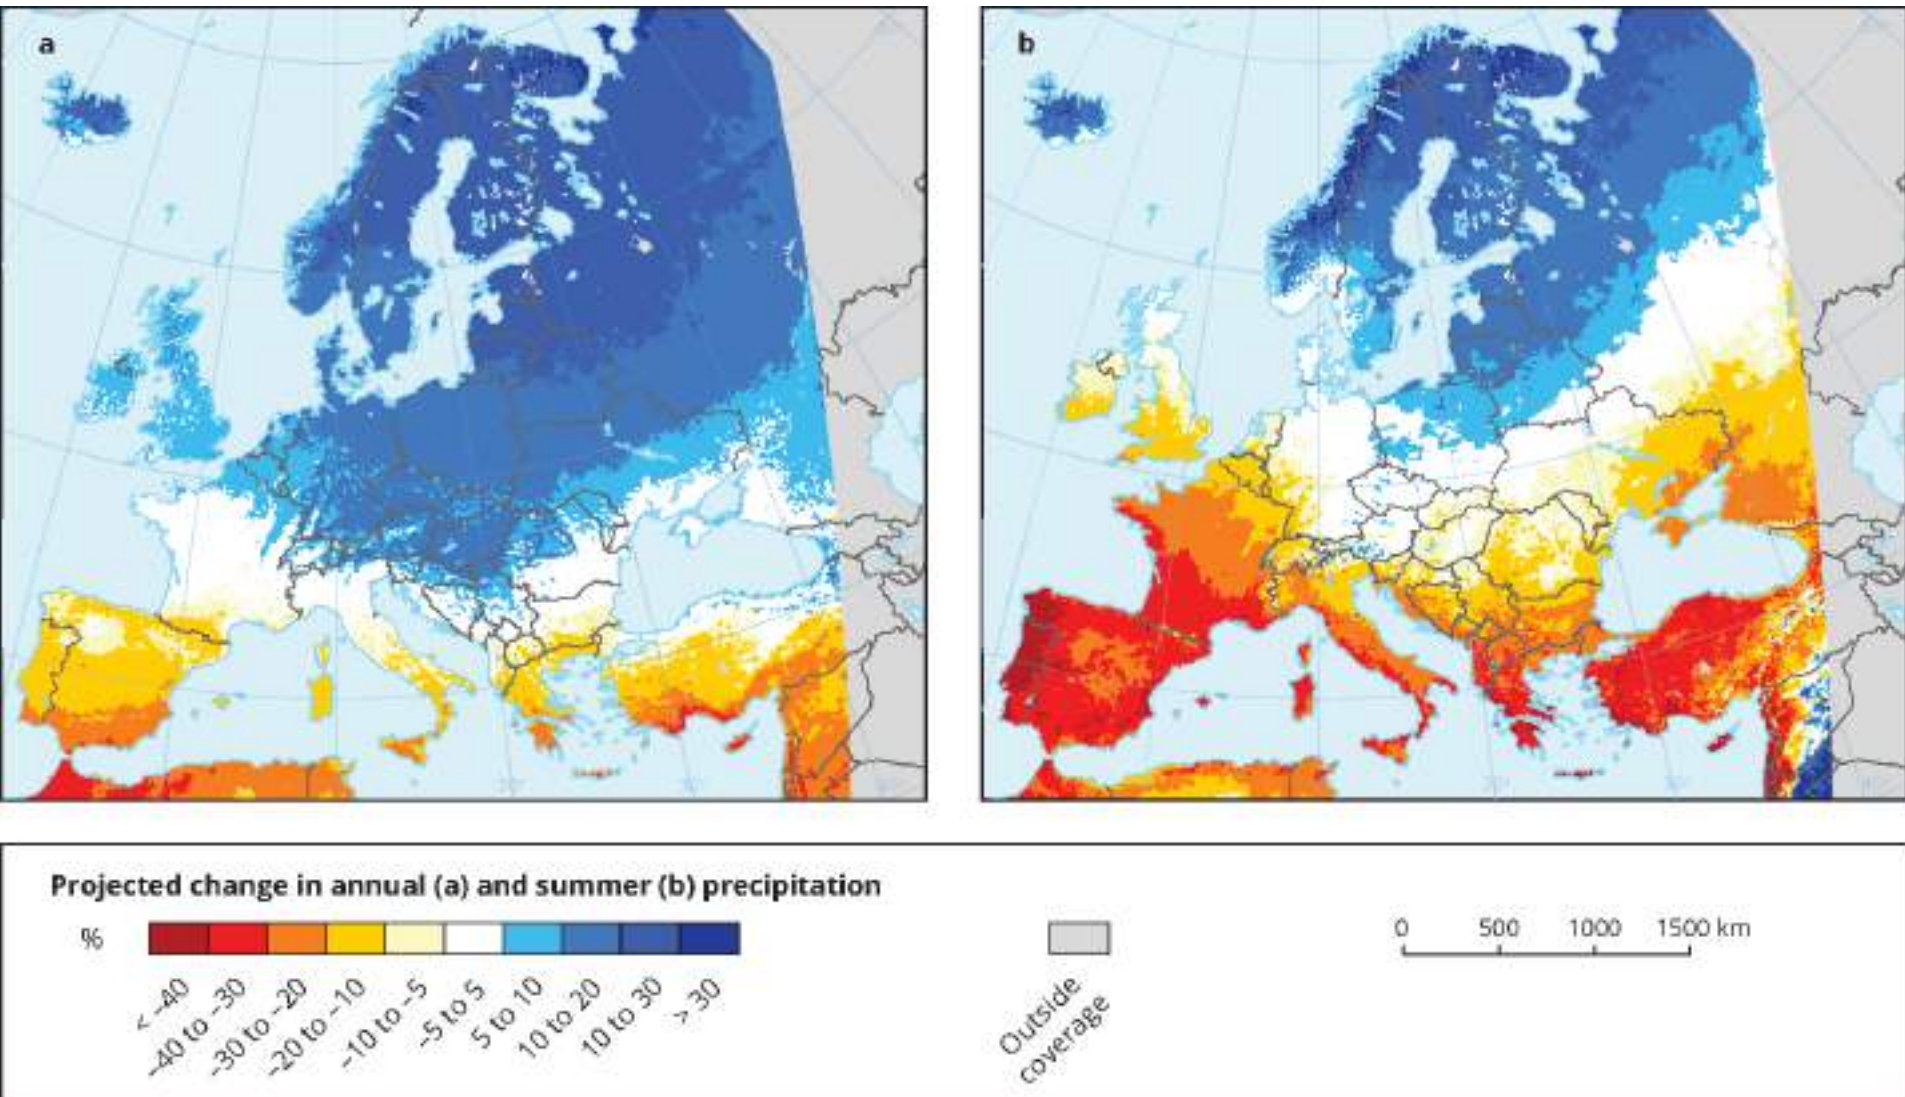 a
b
Projected change in annual (a) and summer (b) precipitation
%
< −40
−40 to −30
−30 to −20
−20 to −10
−10 to −5
−5 to 5
5 to 10
10 to 20
10 to 30
> 30
Outside
coverage
0 500 1000 1500 km